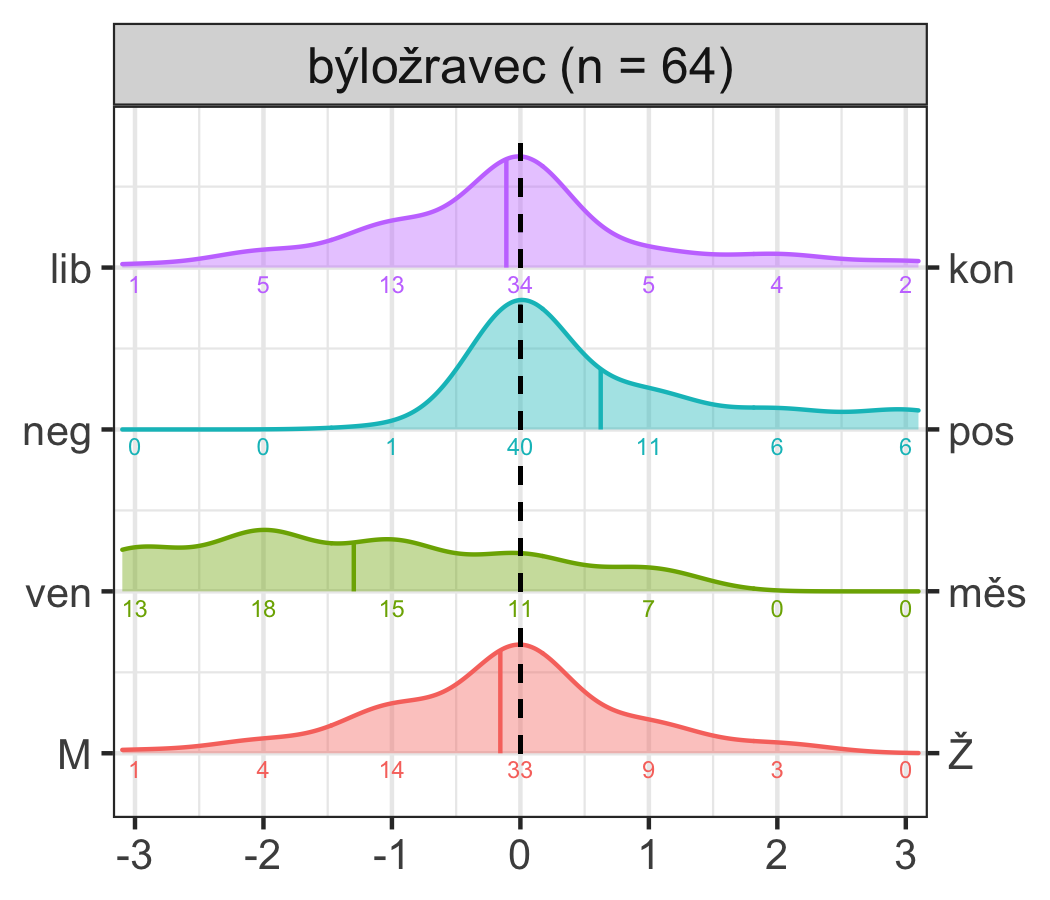 býložravec (n = 64)
lib kon
1 5 13 34 5 4 2
neg pos
0 0 1 40 11 6 6
ven měs
13 18 15 11 7 0 0
M Ž
1 4 14 33 9 3 0
-3 -2 -1 0 1 2 3